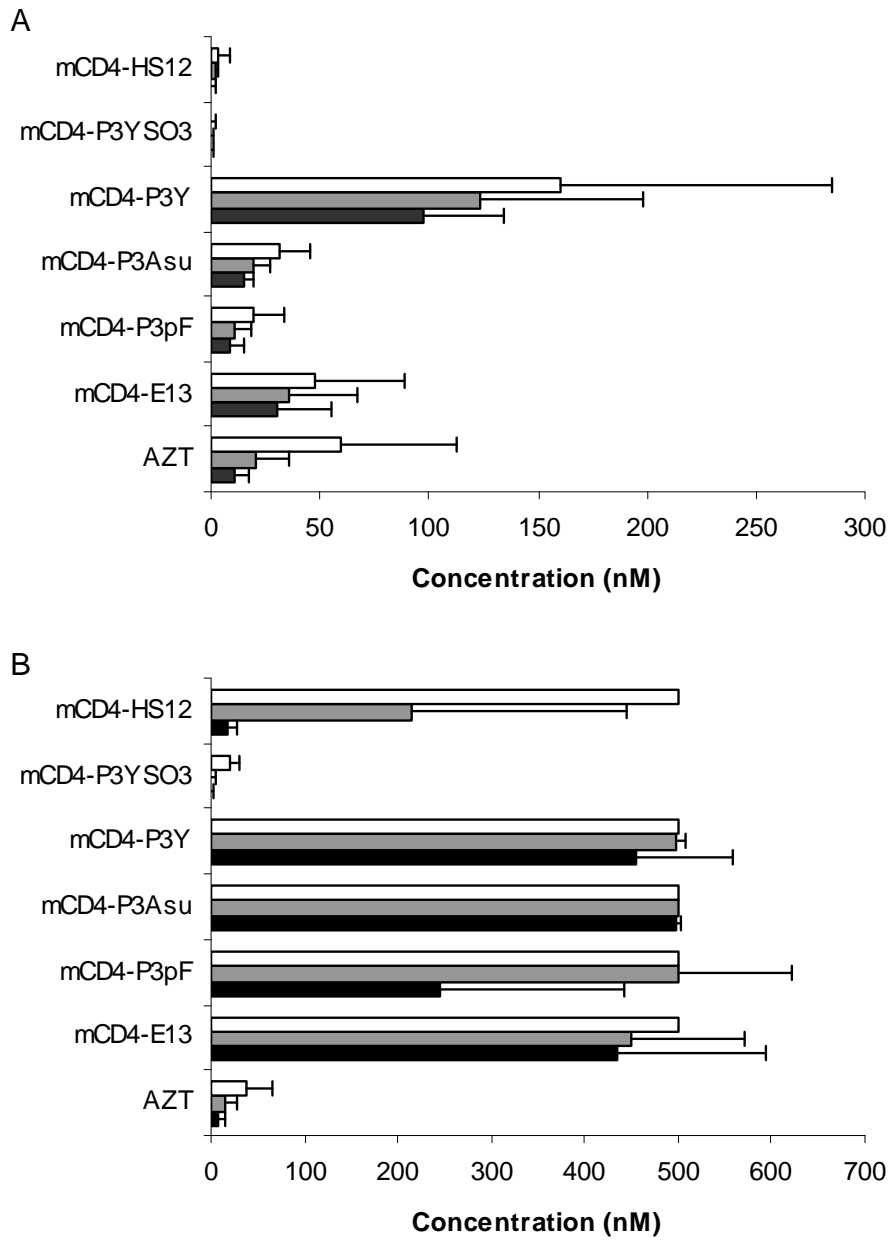 A
mCD4-HS12
mCD4-P3YSO3
mCD4-P3Y
mCD4-P3Asu
mCD4-P3pF
mCD4-E13
AZT
0 50 100 150 200 250 300
Concentration (nM)
B
mCD4-HS12
mCD4-P3YSO3
mCD4-P3Y
mCD4-P3Asu
mCD4-P3pF
mCD4-E13
AZT
0 100 200 300 400 500 600 700
Concentration (nM)